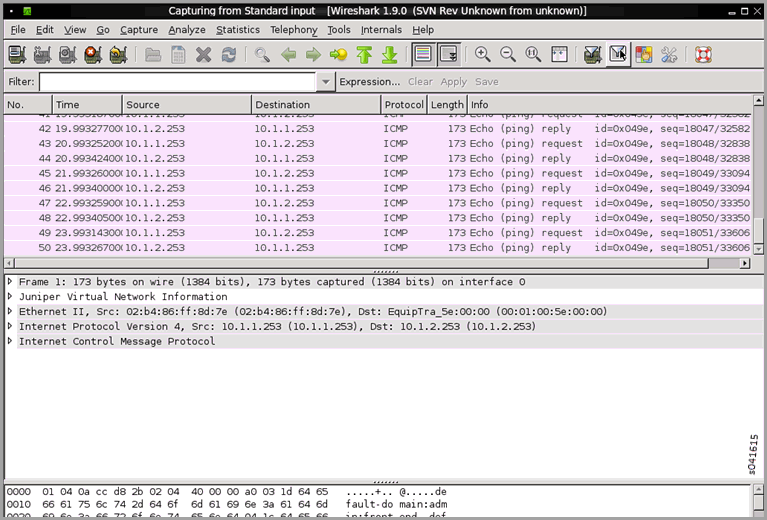 Capturing from Standard input [Wireshark 1.9.0 (SVN Rev Unknown from unknown)]
File Edit View Go Capture Analyze Statistics Telephony Tools Internals Help
Filter: Expression... Clear Apply Save
No. Time Source Destination Protocol Length Info
42 19.99327700( 10.1.2.253 10.1.1.253 ICMP 173 Echo (ping) reply id=0x049e, seq=18047/32582
43 20.99325200( 10.1.1.253 10.1.2.253 ICMP 173 Echo (ping) request id=0x049e, seq=18048/32838
44 20.99342400( 10.1.2.253 10.1.1.253 ICMP 173 Echo (ping) reply id=0x049e, seq=18048/32838
45 21.99326000( 10.1.1.253 10.1.2.253 ICMP 173 Echo (ping) request id=0x049e, seq=18049/33094
46 21.99340000( 10.1.2.253 10.1.1.253 ICMP 173 Echo (ping) reply id=0x049e, seq=18049/33094
47 22.99325900( 10.1.1.253 10.1.2.253 ICMP 173 Echo (ping) request id=0x049e, seq=18050/33350
48 22.99340500( 10.1.2.253 10.1.1.253 ICMP 173 Echo (ping) reply id=0x049e, seq=18050/33350
49 23.99314300( 10.1.1.253 10.1.2.253 ICMP 173 Echo (ping) request id=0x049e, seq=18051/33606
50 23.99326700( 10.1.2.253 10.1.1.253 ICMP 173 Echo (ping) reply id=0x049e, seq=18051/33606
Frame 1: 173 bytes on wire (1384 bits), 173 bytes captured (1384 bits) on interface 0
Juniper Virtual Network Information
Ethernet II, Src: 02:b4:86:ff:8d:7e (02:b4:86:ff:8d:7e), Dst: EquipTra_5e:00:00 (00:01:00:5e:00:00)
Internet Protocol Version 4, Src: 10.1.1.253 (10.1.1.253), Dst: 10.1.2.253 (10.1.2.253)
Internet Control Message Protocol
s041615
0000 01 04 0a cc d8 2b 02 04 40 00 00 a0 03 1d 64 65 .....+.. @.....de
0010 66 61 75 6c 74 2d 64 6f 6d 61 69 6e 3a 61 64 6d fault-do main:adm